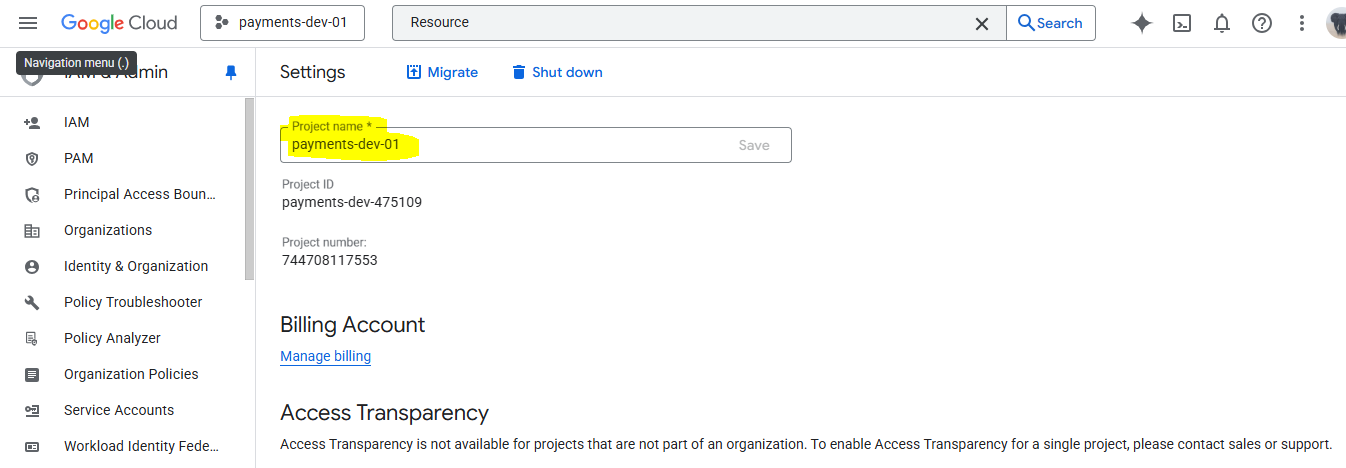 Google Cloud
payments-dev-01
Resource
Search
Navigation menu (.)
IAM & Admin
Settings
Migrate
Shut down
IAM
PAM
Principal Access Boun...
Organizations
Identity & Organization
Policy Troubleshooter
Policy Analyzer
Organization Policies
Service Accounts
Workload Identity Fede...
Project name *
payments-dev-01
Save
Project ID
payments-dev-475109
Project number:
744708117553
Billing Account
Manage billing
Access Transparency
Access Transparency is not available for projects that are not part of an organization. To enable Access Transparency for a single project, please contact sales or support.